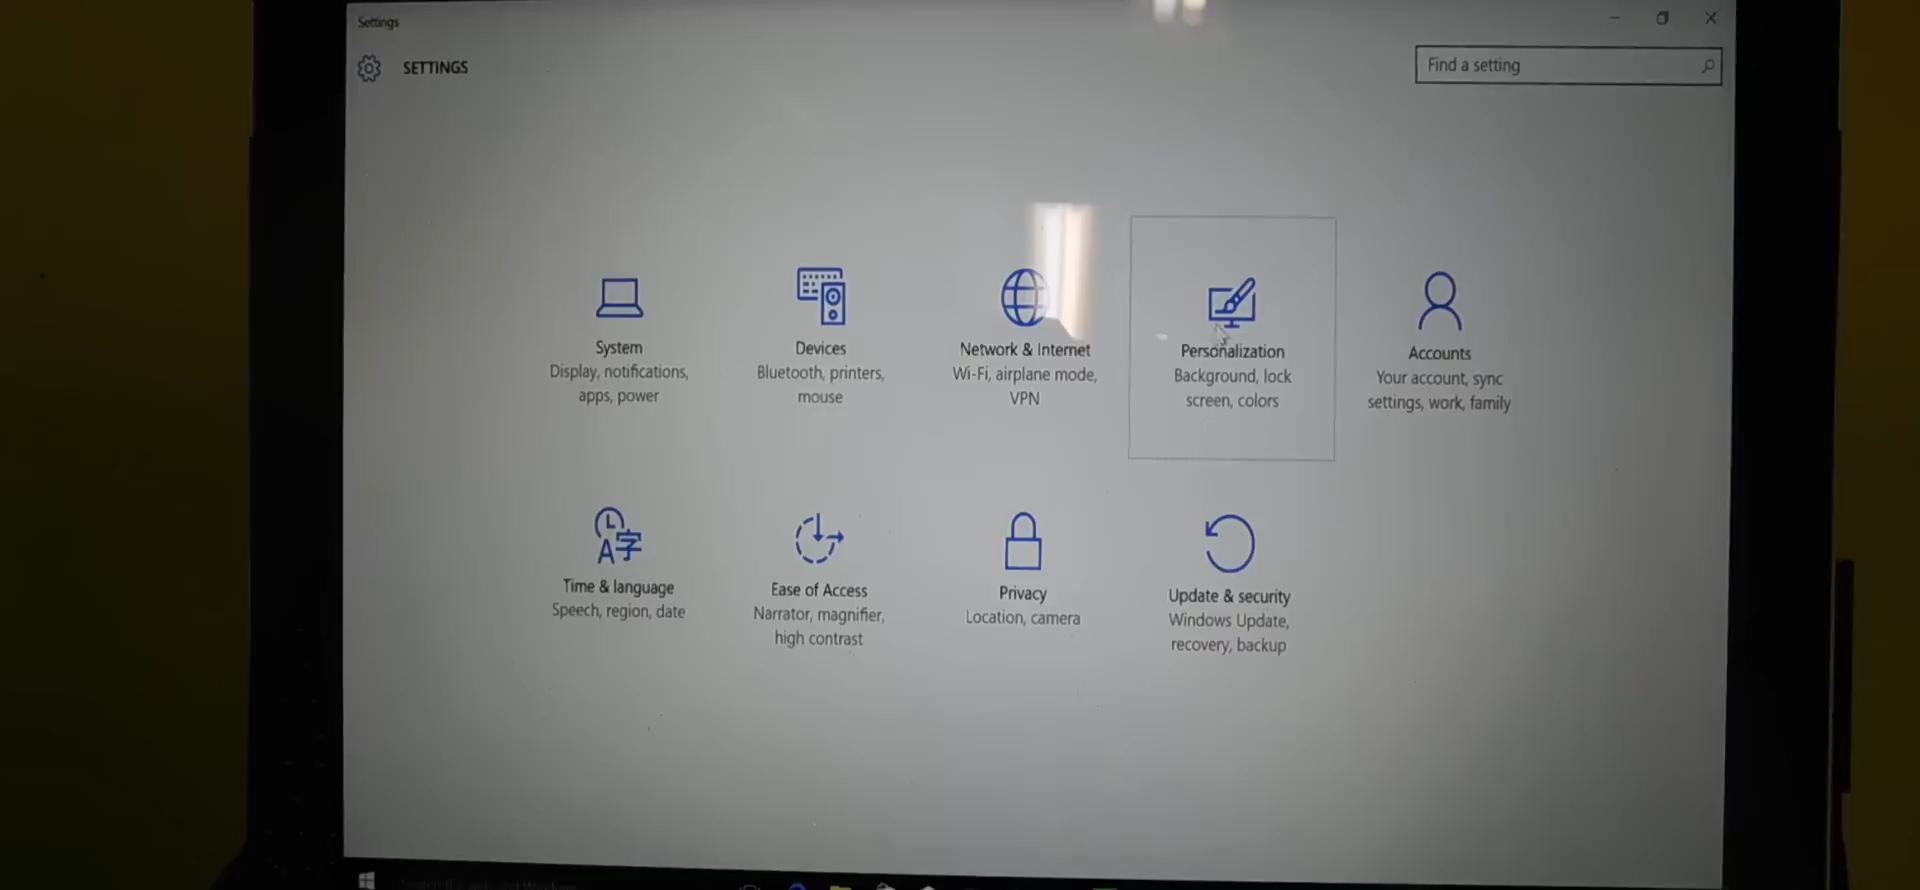 Settings
SETTINGS
Find a setting
System
Display, notifications,
apps, power
Devices
Bluetooth, printers,
mouse
Network & Internet
Wi-Fi, airplane mode,
VPN
Personalization
Background, lock
screen, colors
Accounts
Your account, sync
settings, work, family
Time & language
Speech, region, date
Ease of Access
Narrator, magnifier,
high contrast
Privacy
Location, camera
Update & security
Windows Update,
recovery, backup